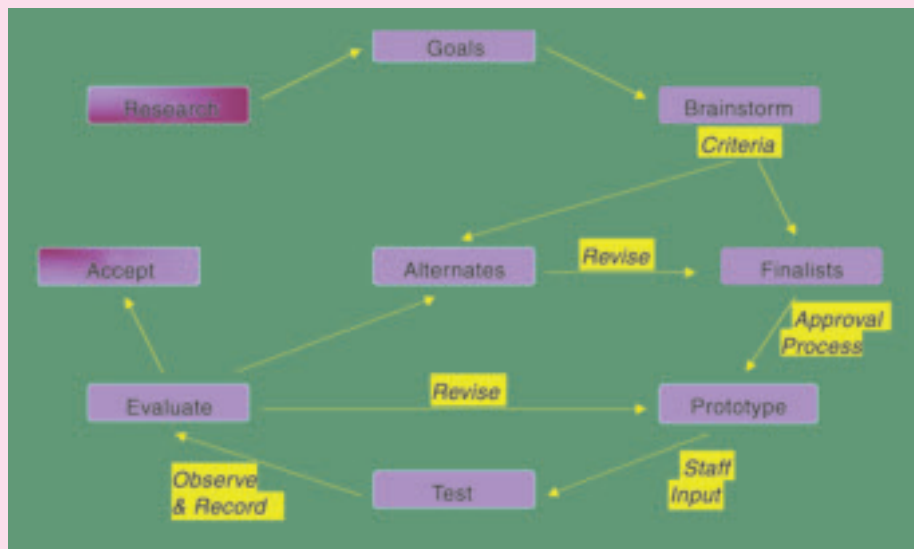 Goals
Research
Brainstorm
Criteria
Accept
Alternates
Revise
Finalists
Approval
Process
Evaluate
Revise
Prototype
Observe
& Record
Test
Staff
Input